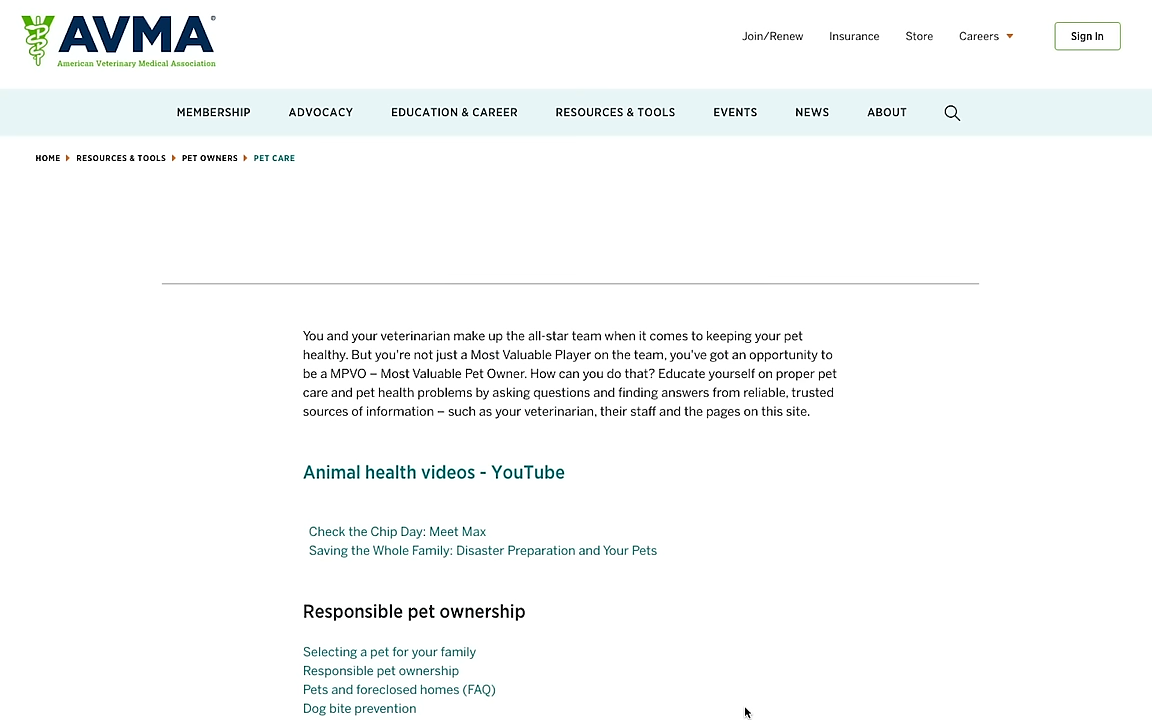 AVMA®
American Veterinary Medical Association
Join/Renew Insurance Store Careers Sign In
MEMBERSHIP ADVOCACY EDUCATION & CAREER RESOURCES & TOOLS EVENTS NEWS ABOUT
HOME RESOURCES & TOOLS PET OWNERS PET CARE
You and your veterinarian make up the all-star team when it comes to keeping your pet
healthy. But you're not just a Most Valuable Player on the team, you've got an opportunity to
be a MPVO – Most Valuable Pet Owner. How can you do that? Educate yourself on proper pet
care and pet health problems by asking questions and finding answers from reliable, trusted
sources of information – such as your veterinarian, their staff and the pages on this site.
Animal health videos - YouTube
Check the Chip Day: Meet Max
Saving the Whole Family: Disaster Preparation and Your Pets
Responsible pet ownership
Selecting a pet for your family
Responsible pet ownership
Pets and foreclosed homes (FAQ)
Dog bite prevention